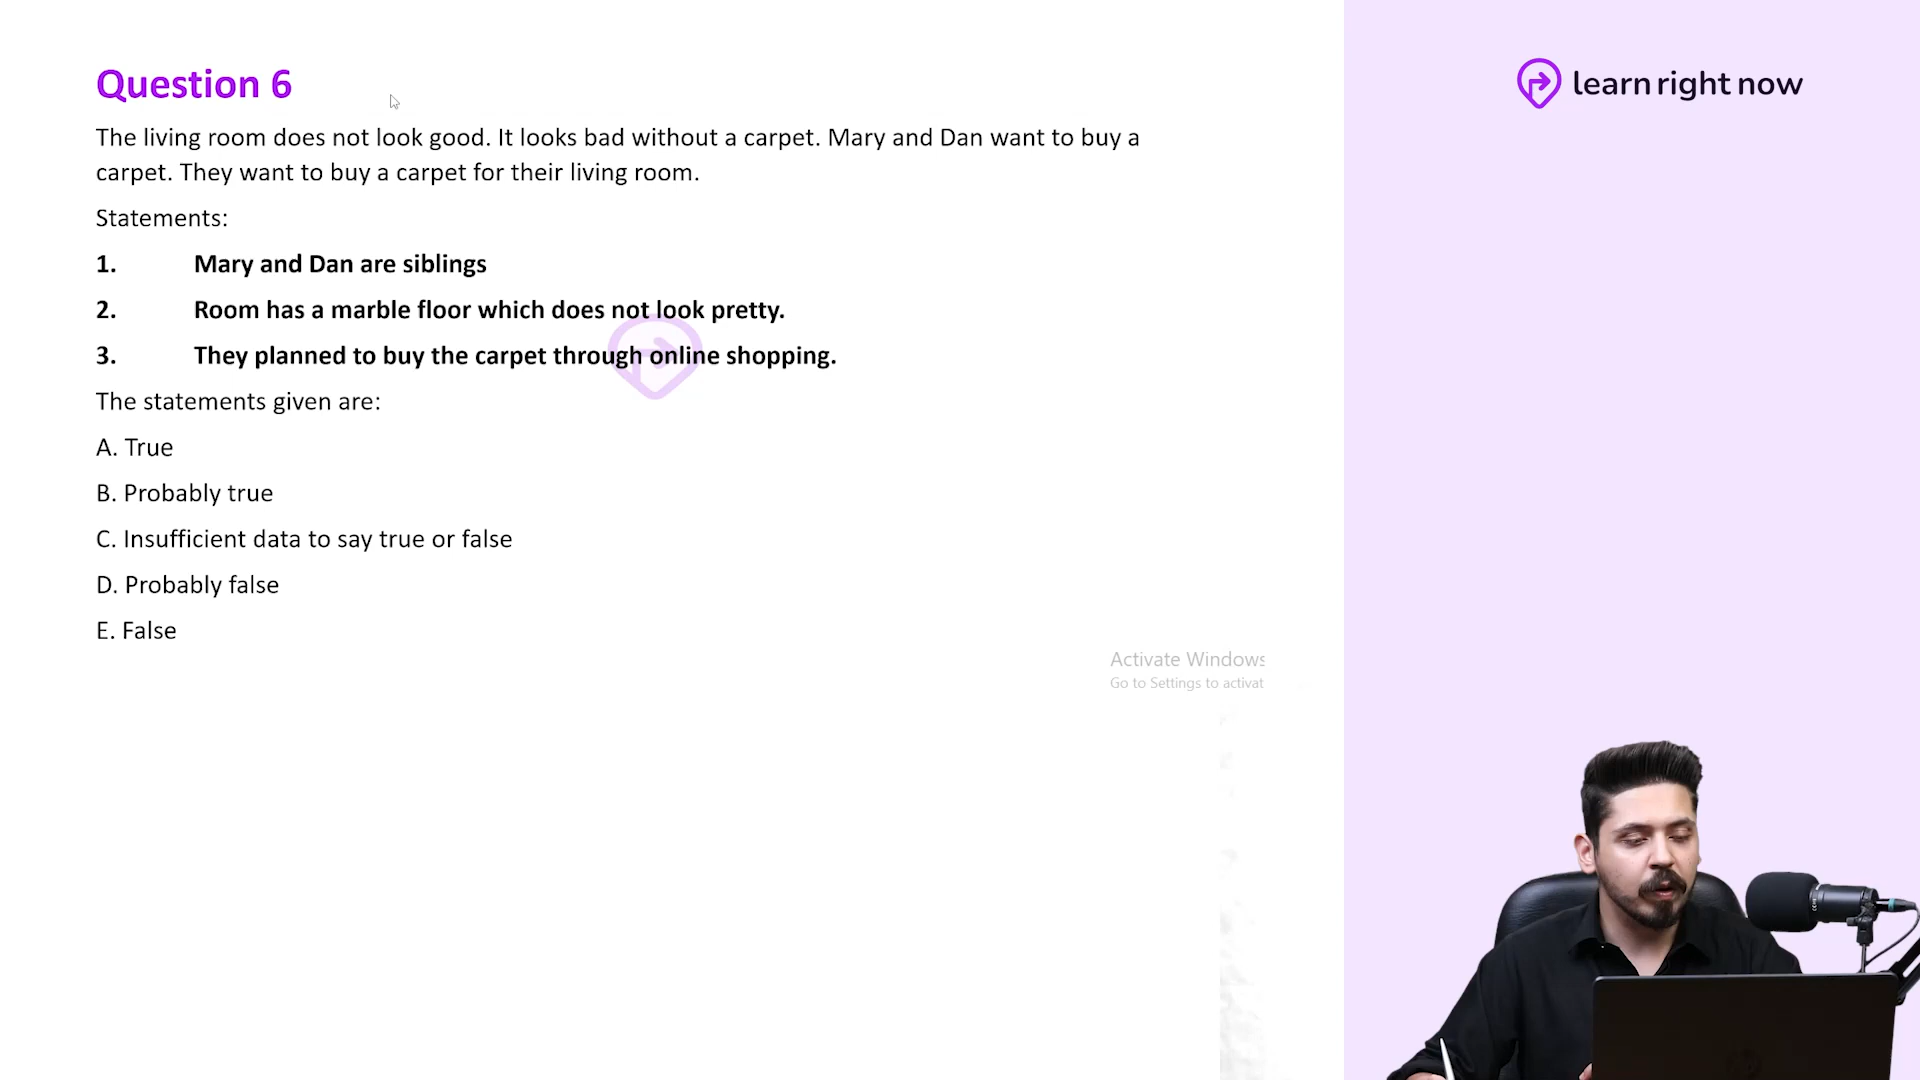 Question 6
learn right now
The living room does not look good. It looks bad without a carpet. Mary and Dan want to buy a
carpet. They want to buy a carpet for their living room.
Statements:
1. Mary and Dan are siblings
2. Room has a marble floor which does not look pretty.
3. They planned to buy the carpet through online shopping.
The statements given are:
A. True
B. Probably true
C. Insufficient data to say true or false
D. Probably false
E. False
Activate Windows
Go to Settings to activat